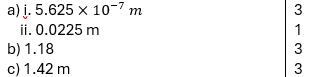 a) i. 5.625 × 10⁻⁷ m 3
ii. 0.0225 m 1
b) 1.18 3
c) 1.42 m 3